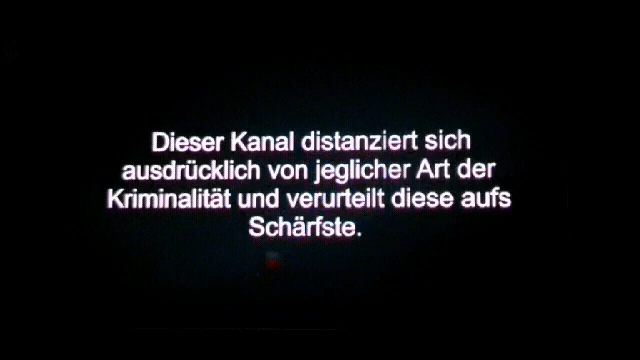 Dieser Kanal distanziert sich
ausdrücklich von jeglicher Art der
Kriminalität und verurteilt diese aufs
Schärfste.